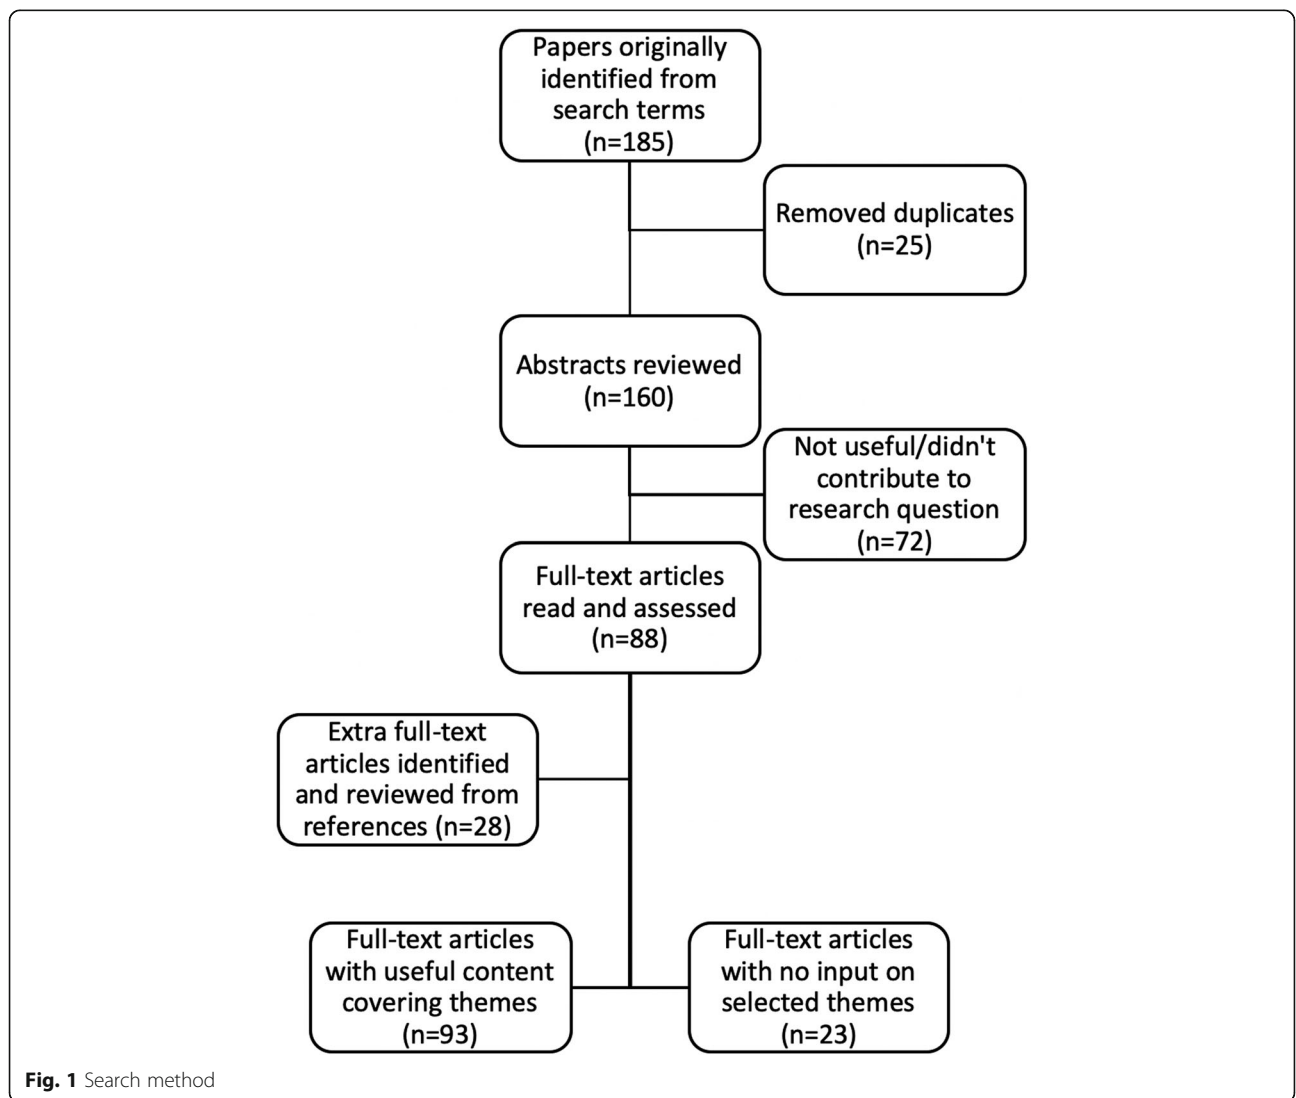 Papers originally
identified from
search terms
(n=185)
Removed duplicates
(n=25)
Abstracts reviewed
(n=160)
Not useful/didn't
contribute to
research question
(n=72)
Full-text articles
read and assessed
(n=88)
Extra full-text
articles identified
and reviewed from
references (n=28)
Full-text articles
with useful content
covering themes
(n=93)
Full-text articles
with no input on
selected themes
(n=23)
Fig. 1 Search method